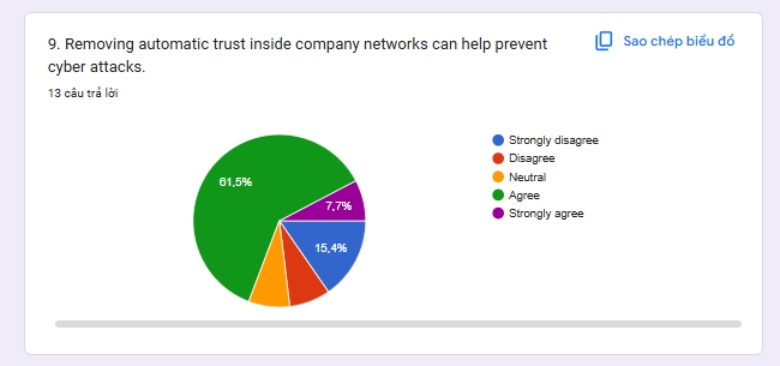 9. Removing automatic trust inside company networks can help prevent
cyber attacks.
Sao chép biểu đồ
13 câu trả lời
61,5%
7,7%
15,4%
Strongly disagree
Disagree
Neutral
Agree
Strongly agree